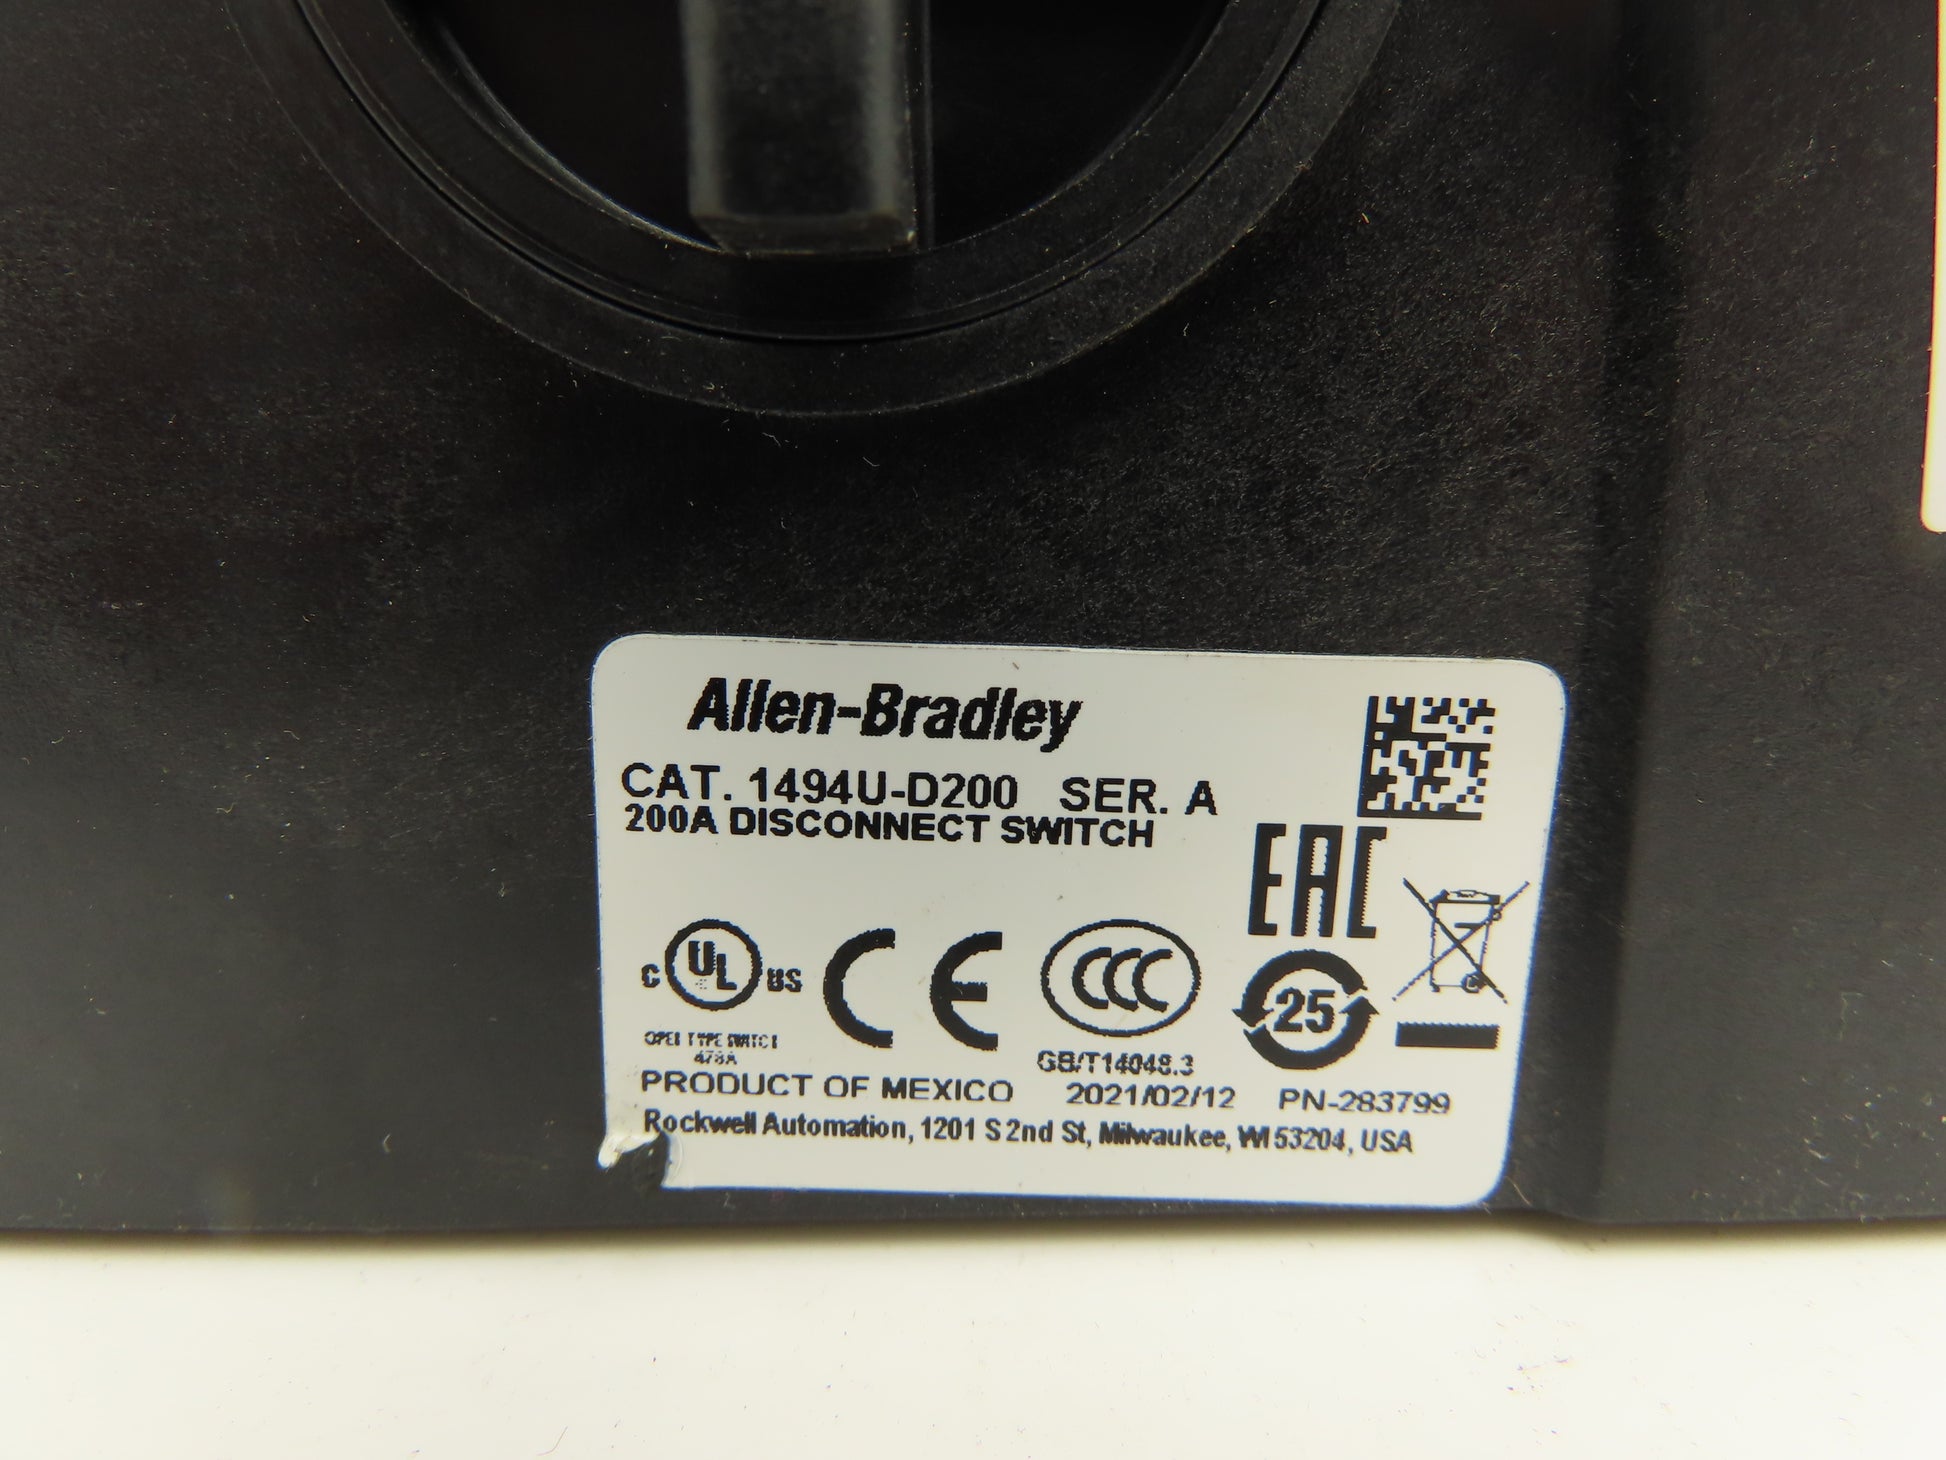 Allen-Bradley
CAT. 1494U-D200 SER. A
200A DISCONNECT SWITCH
EAC
C UL US
CE
CCC
25
OPEN TYPE SWITCH
478A
GB/T14048.3
PRODUCT OF MEXICO 2021/02/12 PN-283799
Rockwell Automation, 1201 S 2nd St, Milwaukee, WI 53204, USA